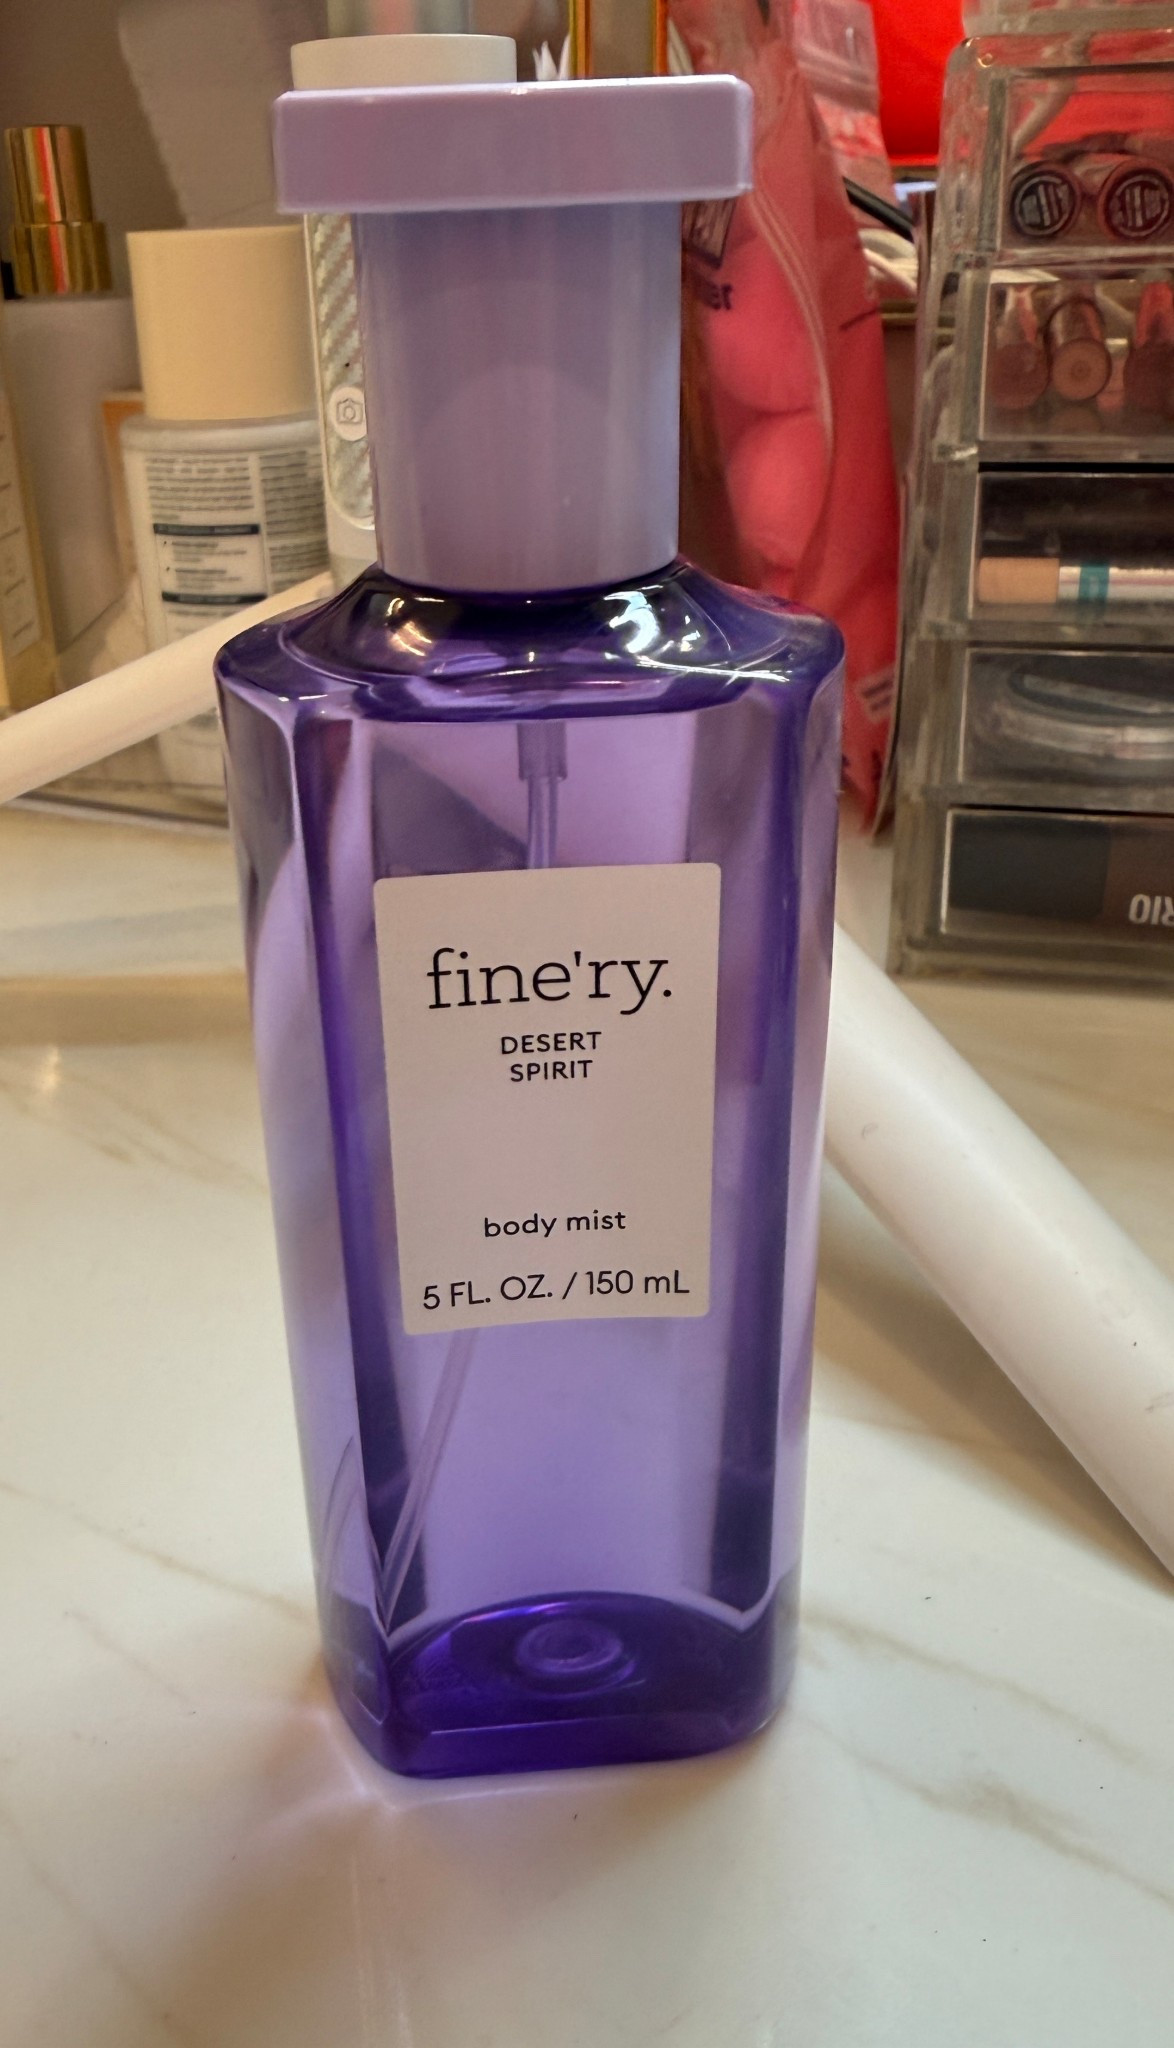 fine'ry.
DESERT
SPIRIT
body mist
5 FL. OZ. / 150 mL